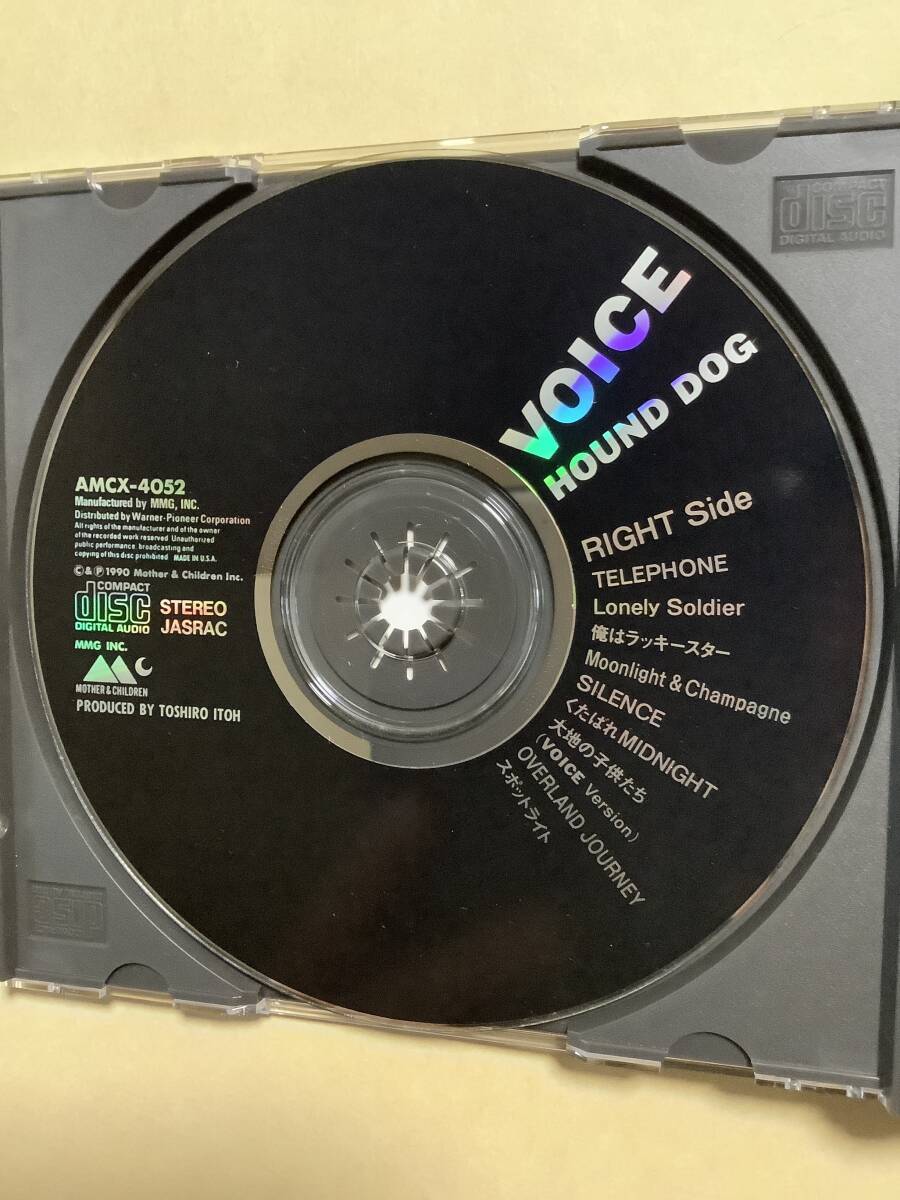 VOICE
HOUND DOG
RIGHT Side
TELEPHONE
Lonely Soldier
俺はラッキースター
Moonlight & Champagne
SILENCE
くたばれMIDNIGHT
大地の子供たち
(VOICE Version)
OVERLAND JOURNEY
スポットライト
AMCX-4052
Manufactured by MMG, INC.
Distributed by Warner-Pioneer Corporation
All rights of the manufacturer and of the owner
of the recorded work reserved Unauthorized
public performance, broadcasting and
copying of this disc prohibited MADE IN U.S.A.
©&℗1990 Mother & Children Inc.
COMPACT
disc
DIGITAL AUDIO
STEREO
JASRAC
MMG INC.
MOTHER & CHILDREN
PRODUCED BY TOSHIRO ITOH
COMPACT
disc
DIGITAL AUDIO